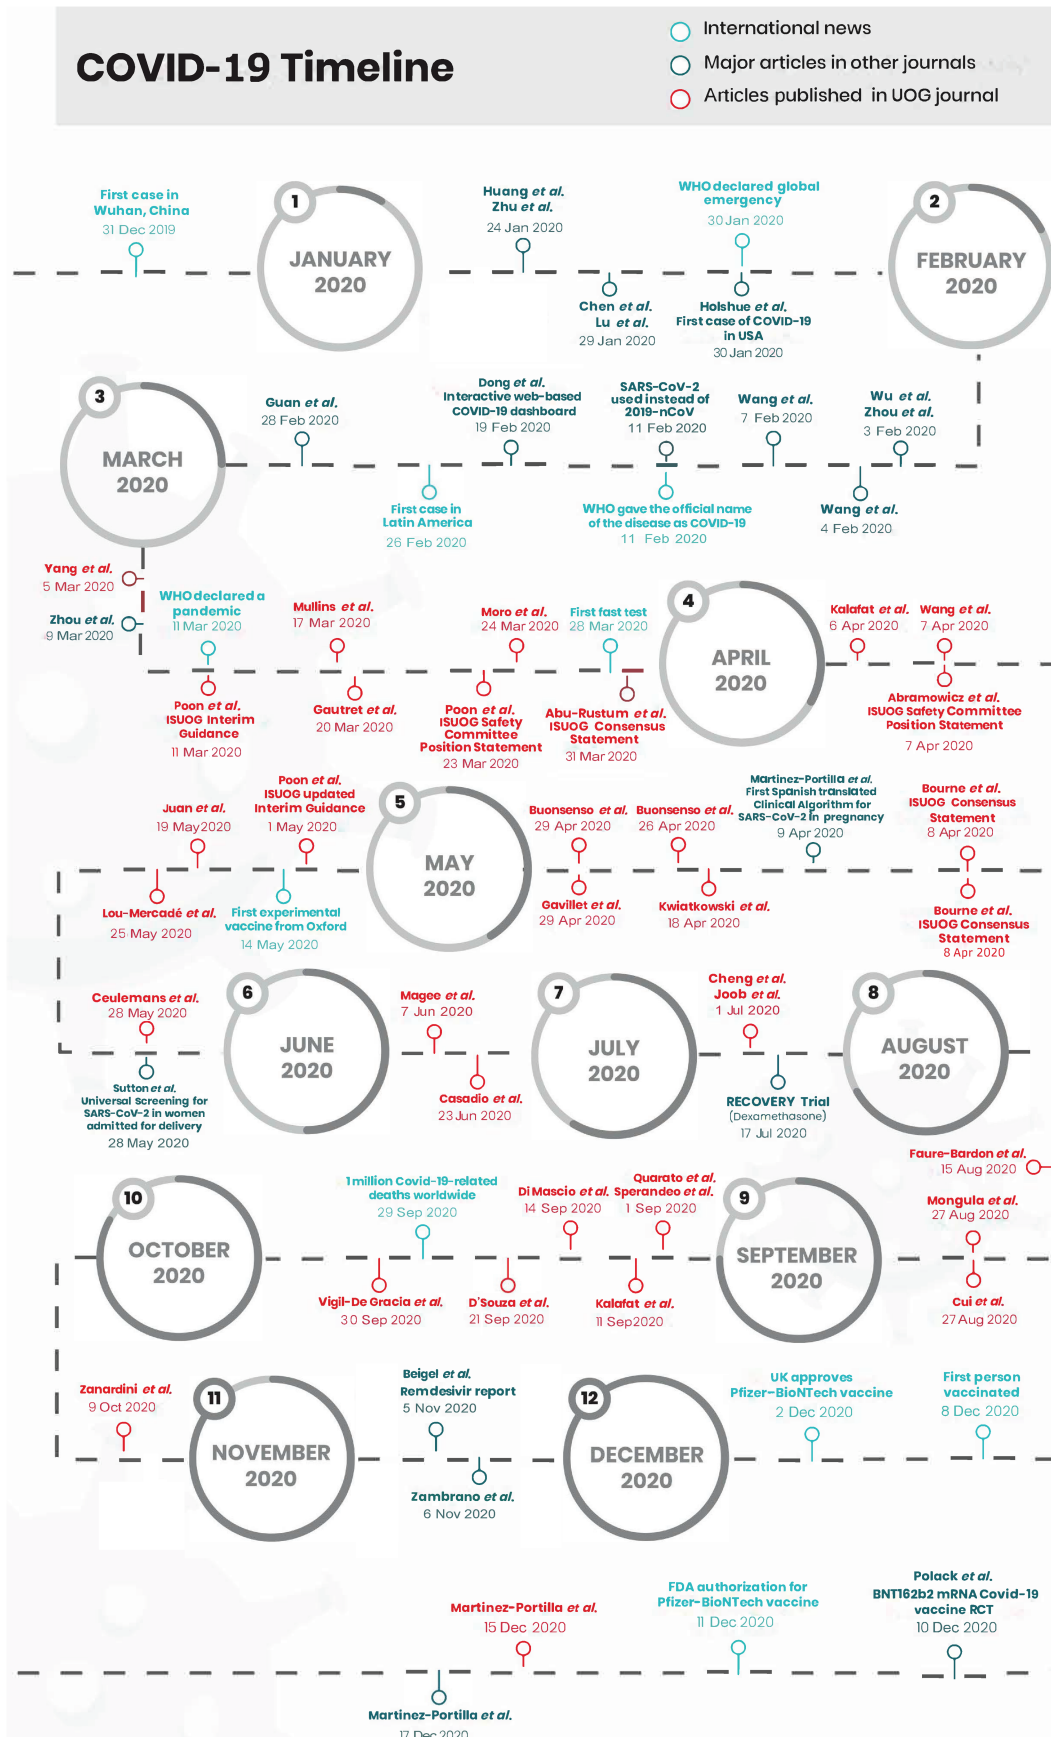 COVID-19 Timeline
International news
Major articles in other journals
Articles published in UOG journal
First case in
Wuhan, China
31 Dec 2019
1
JANUARY
2020
Huang et al.
Zhu et al.
24 Jan 2020
Chen et al.
Lu et al.
29 Jan 2020
WHO declared global
emergency
30 Jan 2020
Holshue et al.
First case of COVID-19
in USA
30 Jan 2020
2
FEBRUARY
2020
Wu et al.
Zhou et al.
3 Feb 2020
Wang et al.
4 Feb 2020
Wang et al.
7 Feb 2020
SARS-CoV-2
used instead of
2019-nCoV
11 Feb 2020
WHO gave the official name
of the disease as COVID-19
11 Feb 2020
Dong et al.
Interactive web-based
COVID-19 dashboard
19 Feb 2020
First case in
Latin America
26 Feb 2020
Guan et al.
28 Feb 2020
3
MARCH
2020
Yang et al.
5 Mar 2020
Zhou et al.
9 Mar 2020
WHO declared a
pandemic
11 Mar 2020
Poon et al.
ISUOG Interim
Guidance
11 Mar 2020
Mullins et al.
17 Mar 2020
Gautret et al.
20 Mar 2020
Poon et al.
ISUOG Safety
Committee
Position Statement
23 Mar 2020
Moro et al.
24 Mar 2020
First fast test
28 Mar 2020
Abu-Rustum et al.
ISUOG Consensus
Statement
31 Mar 2020
4
APRIL
2020
Kalafat et al.
6 Apr 2020
Wang et al.
7 Apr 2020
Abramowicz et al.
ISUOG Safety Committee
Position Statement
7 Apr 2020
Bourne et al.
ISUOG Consensus
Statement
8 Apr 2020
Bourne et al.
ISUOG Consensus
Statement
8 Apr 2020
Martinez-Portilla et al.
First Spanish translated
Clinical Algorithm for
SARS-CoV-2 in pregnancy
9 Apr 2020
Kwiatkowski et al.
18 Apr 2020
Buonsenso et al.
26 Apr 2020
Buonsenso et al.
29 Apr 2020
Gavillet et al.
29 Apr 2020
5
MAY
2020
Poon et al.
ISUOG updated
Interim Guidance
1 May 2020
First experimental
vaccine from Oxford
14 May 2020
Juan et al.
19 May 2020
Lou-Mercadé et al.
25 May 2020
Ceulemans et al.
28 May 2020
Sutton et al.
Universal Screening for
SARS-CoV-2 in women
admitted for delivery
28 May 2020
6
JUNE
2020
Magee et al.
7 Jun 2020
Casadio et al.
23 Jun 2020
7
JULY
2020
Cheng et al.
Joob et al.
1 Jul 2020
RECOVERY Trial
(Dexamethasone)
17 Jul 2020
8
AUGUST
2020
Faure-Bardon et al.
15 Aug 2020
Mongula et al.
27 Aug 2020
Cui et al.
27 Aug 2020
9
SEPTEMBER
2020
Quarato et al.
Sperandeo et al.
1 Sep 2020
Kalafat et al.
11 Sep 2020
Di Mascio et al.
14 Sep 2020
D'Souza et al.
21 Sep 2020
1 million Covid-19-related
deaths worldwide
29 Sep 2020
Vigil-De Gracia et al.
30 Sep 2020
10
OCTOBER
2020
Zanardini et al.
9 Oct 2020
11
NOVEMBER
2020
Beigel et al.
Remdesivir report
5 Nov 2020
Zambrano et al.
6 Nov 2020
12
DECEMBER
2020
UK approves
Pfizer-BioNTech vaccine
2 Dec 2020
First person
vaccinated
8 Dec 2020
Polack et al.
BNT162b2 mRNA Covid-19
vaccine RCT
10 Dec 2020
FDA authorization for
Pfizer-BioNTech vaccine
11 Dec 2020
Martinez-Portilla et al.
15 Dec 2020
Martinez-Portilla et al.
17 Dec 2020